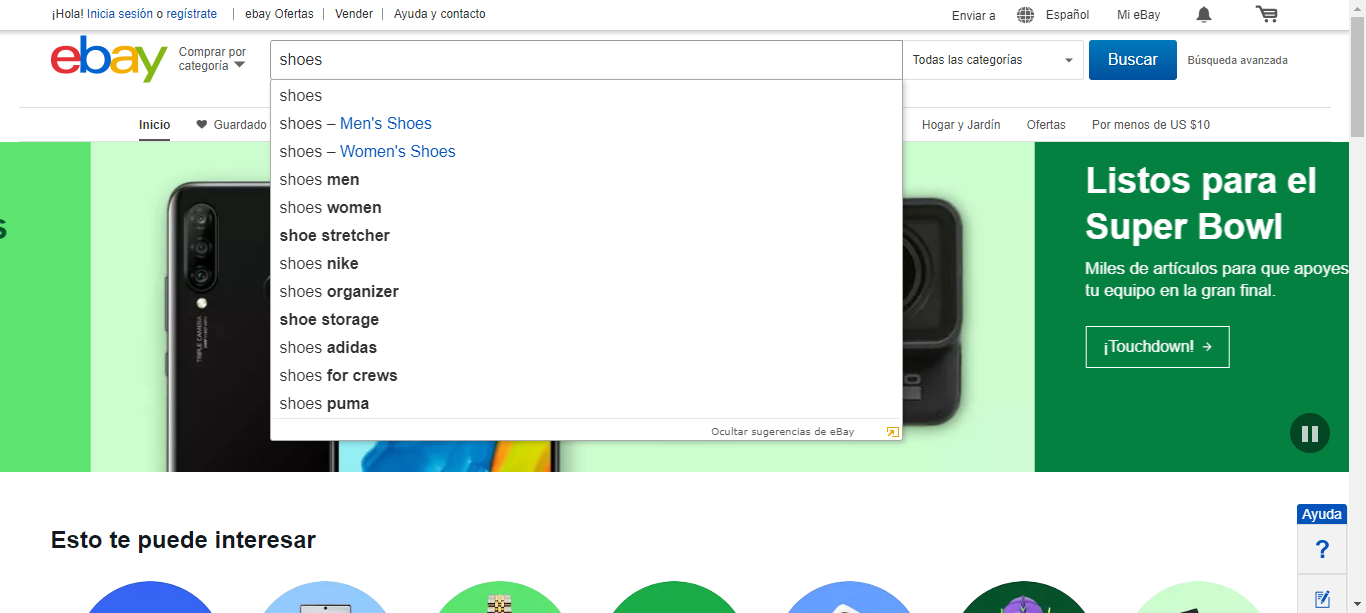 ¡Hola! Inicia sesión o regístrate | ebay Ofertas | Vender | Ayuda y contacto
Enviar a Español Mi eBay
ebay
Comprar por
categoría
shoes
Todas las categorías
Buscar
Búsqueda avanzada
Inicio
Guardado
Hogar y Jardín
Ofertas
Por menos de US $10
shoes
shoes – Men's Shoes
shoes – Women's Shoes
shoes men
shoes women
shoe stretcher
shoes nike
shoes organizer
shoe storage
shoes adidas
shoes for crews
shoes puma
Ocultar sugerencias de eBay
TRIPLE CAMERA
Listos para el
Super Bowl
Miles de artículos para que apoyes
tu equipo en la gran final.
¡Touchdown! →
Esto te puede interesar
Ayuda
?